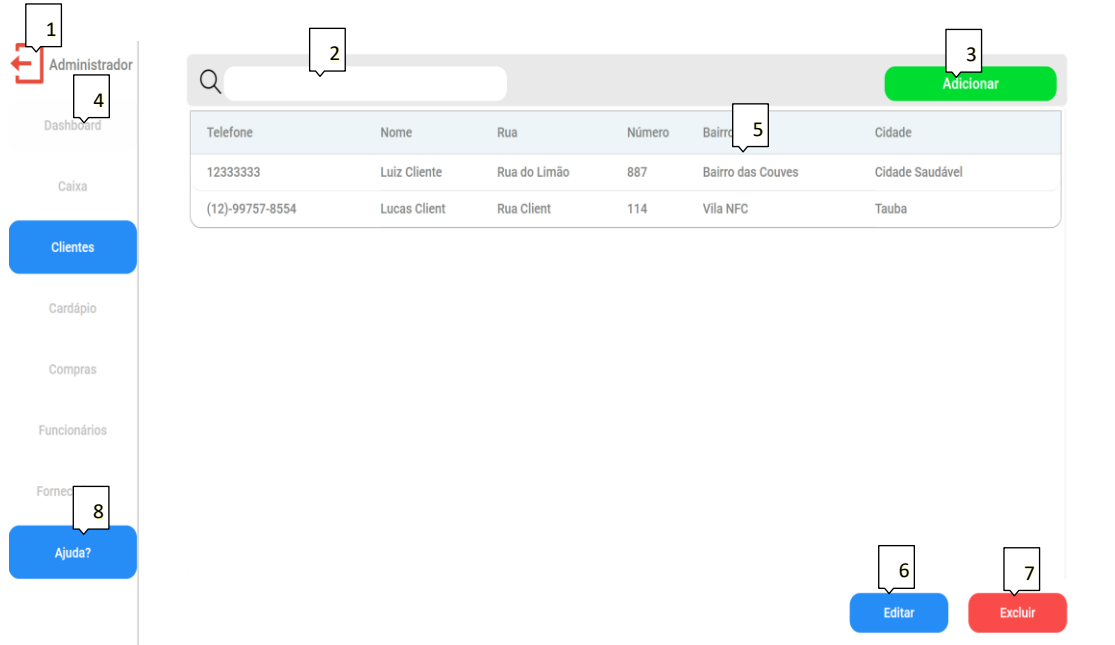 1
2
3
Administrador
Adicionar
4
Dashboard
Telefone Nome Rua Número Bairro 5 Cidade
12333333 Luiz Cliente Rua do Limão 887 Bairro das Couves Cidade Saudável
Caixa
(12)-99757-8554 Lucas Client Rua Client 114 Vila NFC Tauba
Clientes
Cardápio
Compras
Funcionários
8
Ajuda?
6
7
Editar
Excluir